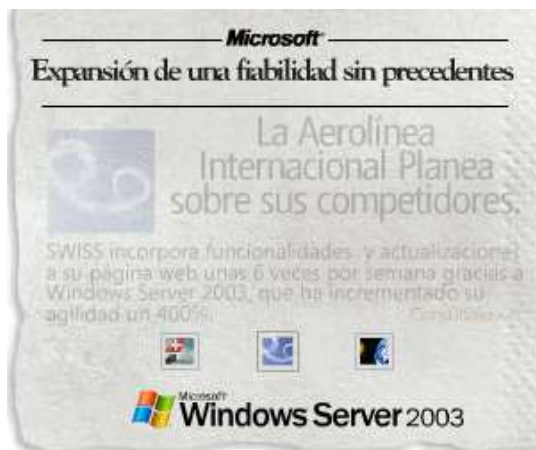 Microsoft
Expansión de una fiabilidad sin precedentes
La Aerolínea
Internacional Planea
sobre sus competidores.
SWISS incorpora funcionalidades y actualizaciones
a su página web unas 6 veces por semana gracias a
Windows Server 2003, que ha incrementado su
agilidad un 400%.
Microsoft
Windows Server 2003